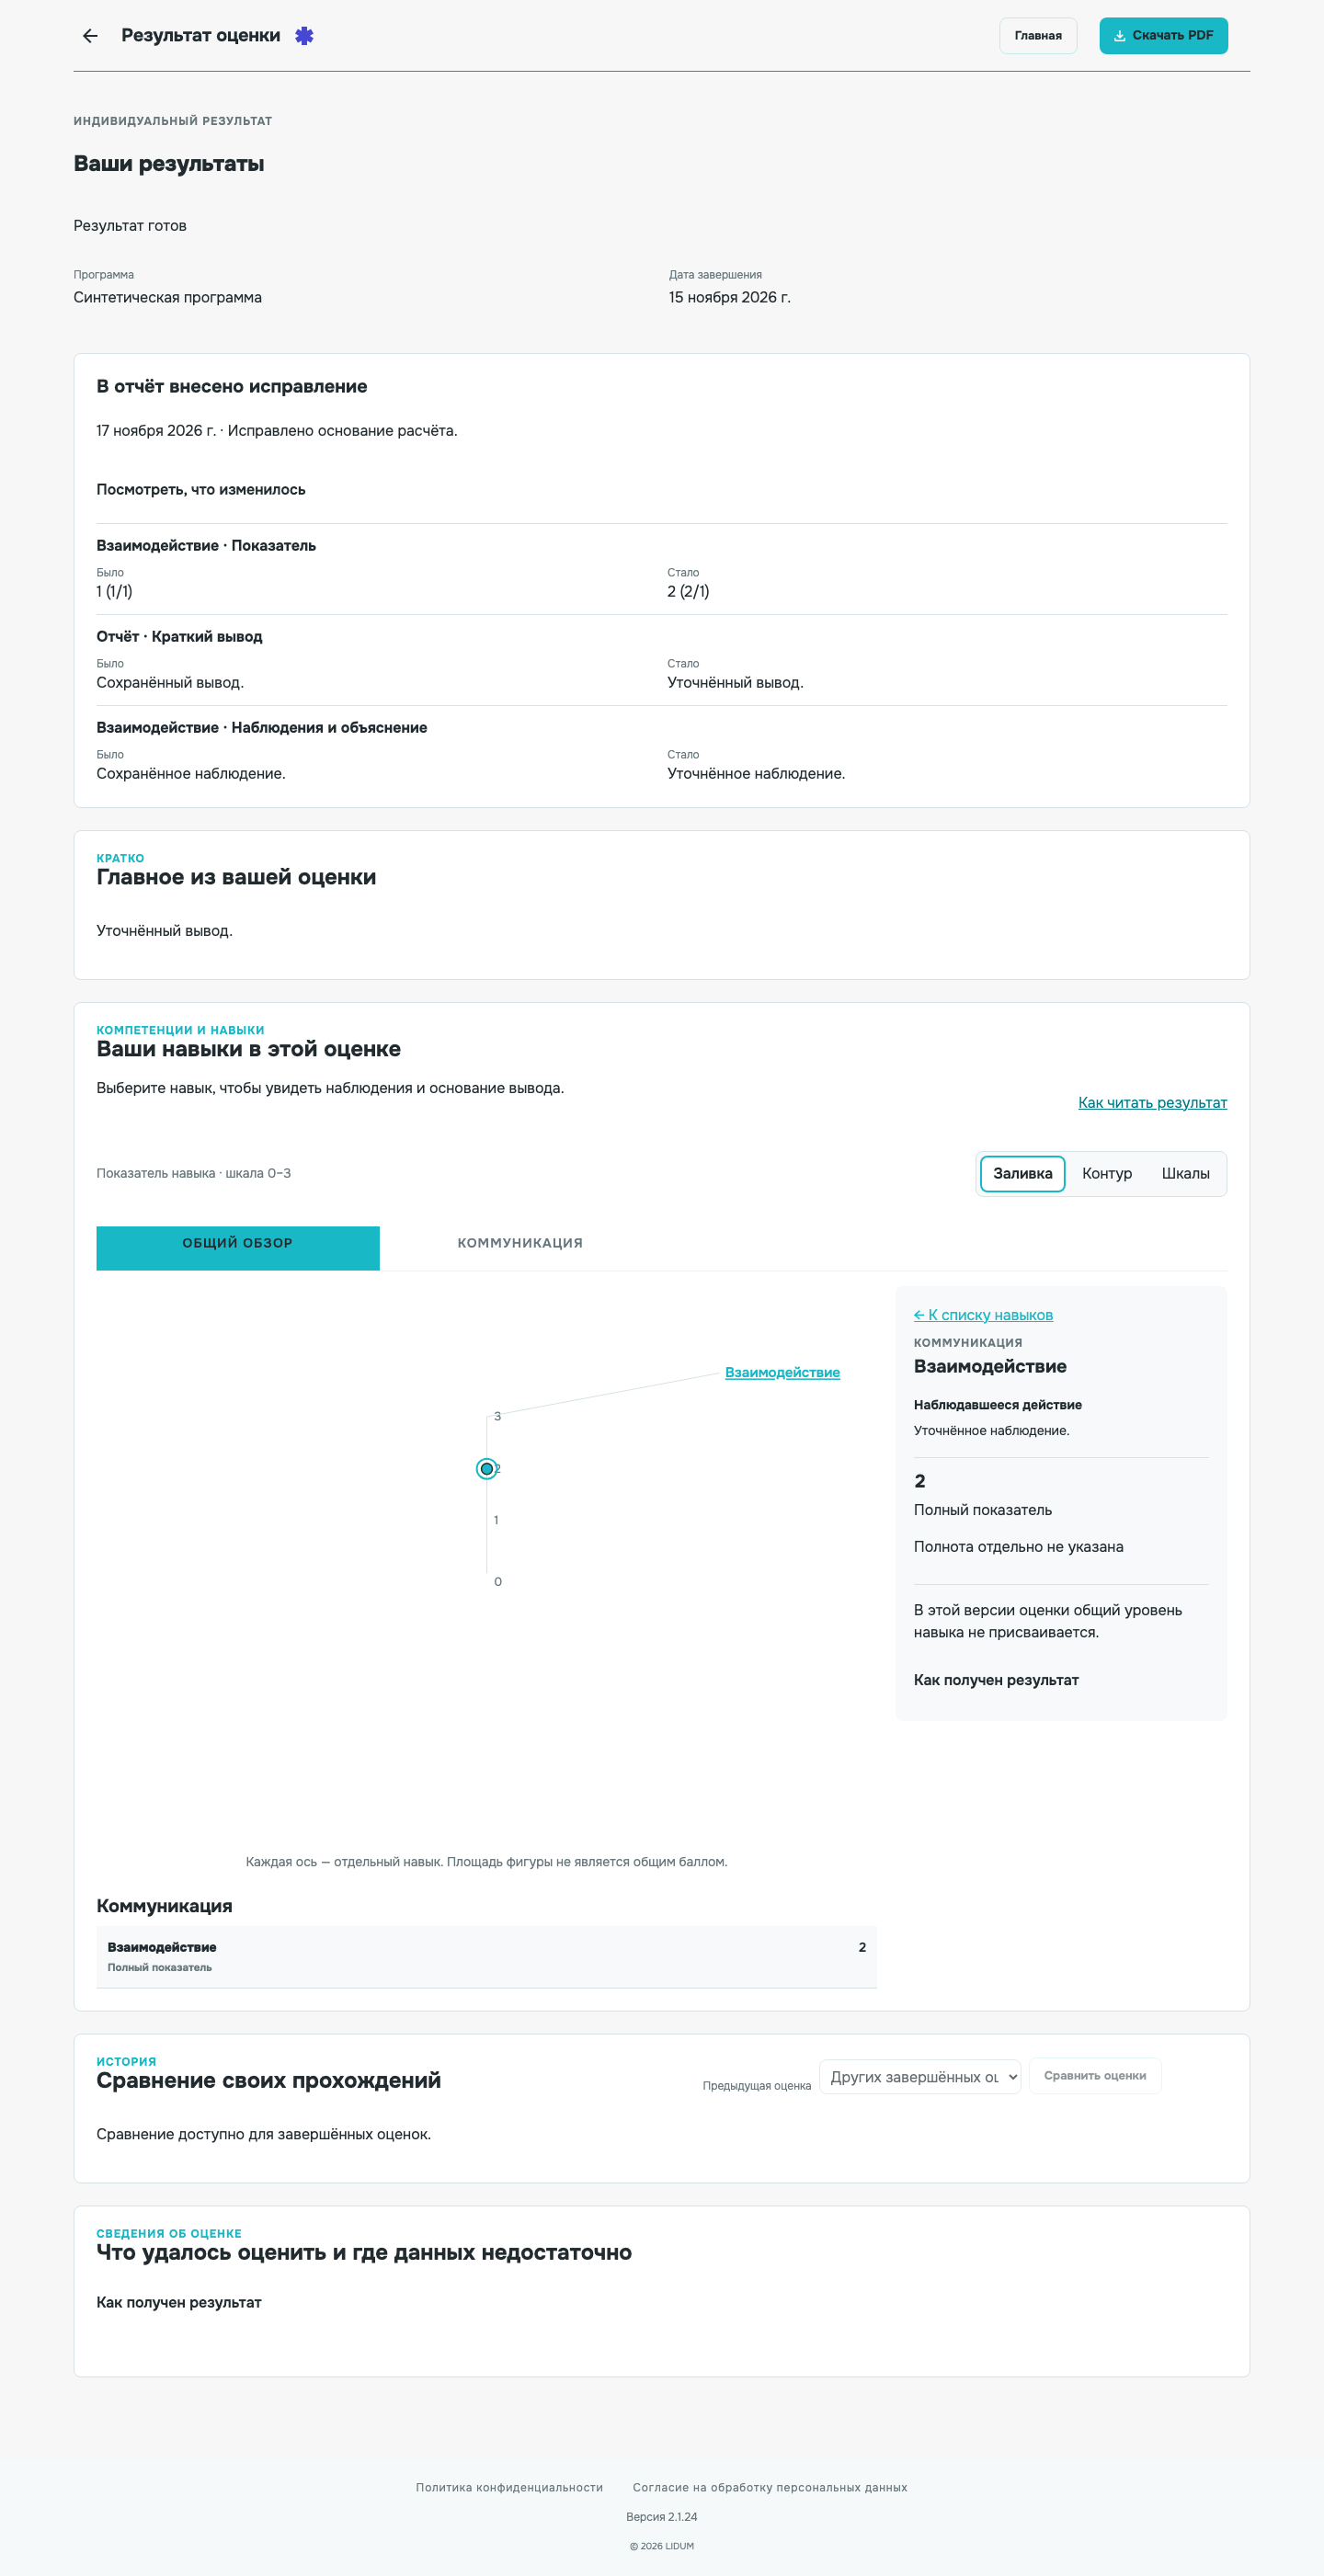 Результат оценки
Главная
Скачать PDF
ИНДИВИДУАЛЬНЫЙ РЕЗУЛЬТАТ
Ваши результаты
Результат готов
Программа
Синтетическая программа
Дата завершения
15 ноября 2026 г.
В отчёт внесено исправление
17 ноября 2026 г. · Исправлено основание расчёта.
Посмотреть, что изменилось
Взаимодействие · Показатель
Было
1 (1/1)
Стало
2 (2/1)
Отчёт · Краткий вывод
Было
Сохранённый вывод.
Стало
Уточнённый вывод.
Взаимодействие · Наблюдения и объяснение
Было
Сохранённое наблюдение.
Стало
Уточнённое наблюдение.
КРАТКО
Главное из вашей оценки
Уточнённый вывод.
КОМПЕТЕНЦИИ И НАВЫКИ
Ваши навыки в этой оценке
Выберите навык, чтобы увидеть наблюдения и основание вывода.
Как читать результат
Показатель навыка · шкала 0–3
Заливка
Контур
Шкалы
ОБЩИЙ ОБЗОР
КОММУНИКАЦИЯ
Взаимодействие
3
2
1
0
Каждая ось — отдельный навык. Площадь фигуры не является общим баллом.
← К списку навыков
КОММУНИКАЦИЯ
Взаимодействие
Наблюдавшееся действие
Уточнённое наблюдение.
2
Полный показатель
Полнота отдельно не указана
В этой версии оценки общий уровень
навыка не присваивается.
Как получен результат
Коммуникация
Взаимодействие
2
Полный показатель
ИСТОРИЯ
Сравнение своих прохождений
Предыдущая оценка
Других завершённых
Сравнить оценки
Сравнение доступно для завершённых оценок.
СВЕДЕНИЯ ОБ ОЦЕНКЕ
Что удалось оценить и где данных недостаточно
Как получен результат
Политика конфиденциальности
Согласие на обработку персональных данных
Версия 2.1.24
© 2026 LIDUM